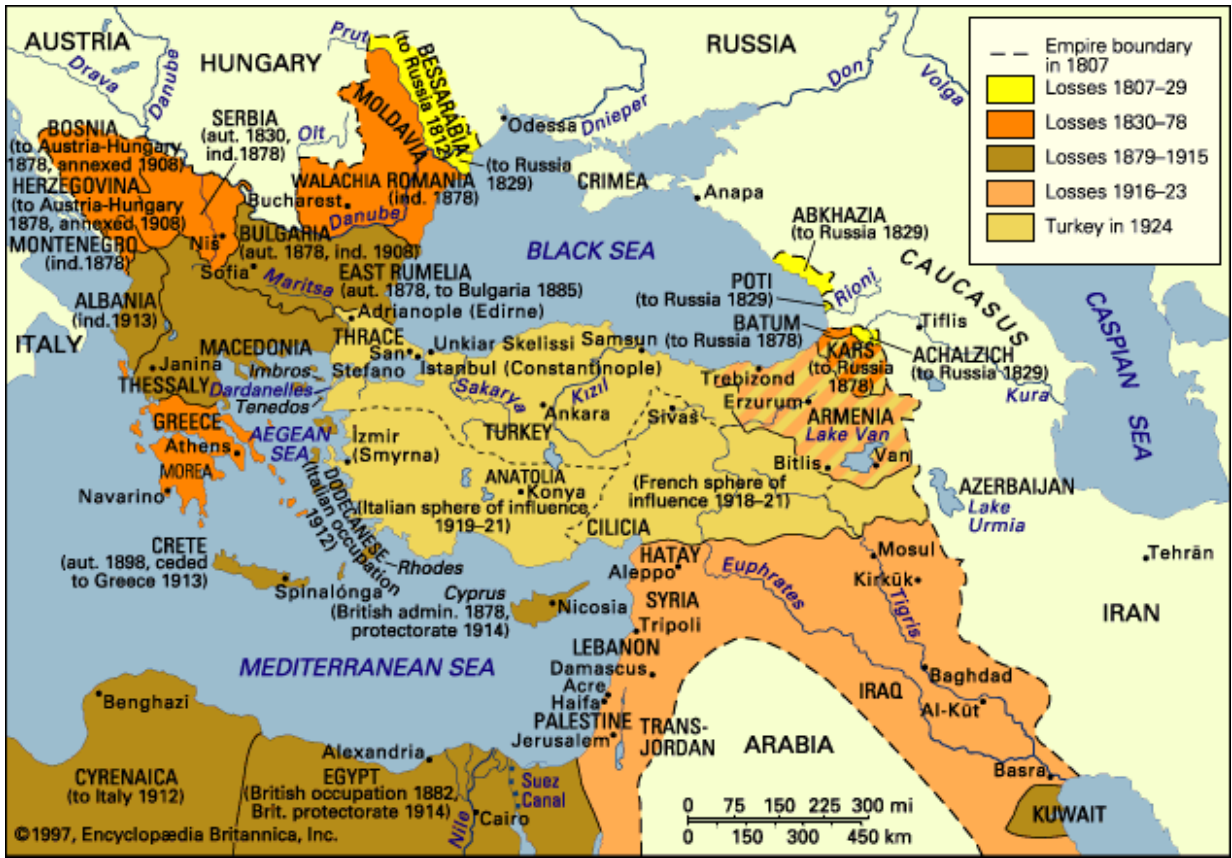 AUSTRIA
Drava
Danube
HUNGARY
Prut
BESSARABIA
(to Russia 1812)
MOLDAVIA
RUSSIA
Don
Volga
Dnieper
Odessa
(to Russia
1829)
Empire boundary
in 1807
Losses 1807–29
Losses 1830–78
Losses 1879–1915
Losses 1916–23
Turkey in 1924
BOSNIA
(to Austria-Hungary
1878, annexed 1908)
HERZEGOVINA
(to Austria-Hungary
1878, annexed 1908)
MONTENEGRO
(ind.1878)
SERBIA
(aut. 1830,
ind.1878)
Olt
WALACHIA
ROMANIA
(ind. 1878)
Bucharest
Danube
Niš
BULGARIA
(aut. 1878, ind. 1908)
Sofia
Maritsa
EAST RUMELIA
(aut. 1878, to Bulgaria 1885)
Adrianople (Edirne)
CRIMEA
Anapa
BLACK SEA
ABKHAZIA
(to Russia 1829)
CAUCASUS
POTI
(to Russia 1829)
Rioni
BATUM
(to Russia
1878)
Tiflis
KARS
(to Russia
1878)
ACHALZICH
(to Russia
1829)
Kura
CASPIAN SEA
ALBANIA
(ind.1913)
ITALY
Janina
THESSALY
MACEDONIA
THRACE
San
Stefano
Unkiar Skelissi
Istanbul (Constantinople)
Samsun
Imbros
Dardanelles
Tenedos
Sakarya
Kizil
Ankara
Sivas
Trebizond
Erzurum
ARMENIA
Lake Van
Van
Bitlis
GREECE
Athens
MOREA
Navarino
AEGEAN
SEA
İzmir
(Smyrna)
TURKEY
ANATOLIA
Konya
(Italian sphere of influence
1919–21)
(French sphere of
influence 1918–21)
CILICIA
DODECANESE
(Italian occupation
1912)
Rhodes
AZERBAIJAN
Lake
Urmia
Tehrān
IRAN
CRETE
(aut. 1898, ceded
to Greece 1913)
Spinalónga
Cyprus
(British admin. 1878,
protectorate 1914)
Nicosia
HATAY
Aleppo
SYRIA
Tripoli
LEBANON
Damascus
Acre
Haifa
PALESTINE
Jerusalem
TRANS-
JORDAN
Euphrates
Mosul
Kirkūk
Tigris
Baghdad
IRAQ
Al-Kūt
Basra
KUWAIT
ARABIA
MEDITERRANEAN SEA
Benghazi
CYRENAICA
(to Italy 1912)
Alexandria
EGYPT
(British occupation 1882,
Brit. protectorate 1914)
Suez
Canal
Nile
Cairo
0 75 150 225 300 mi
0 150 300 450 km
©1997, Encyclopædia Britannica, Inc.